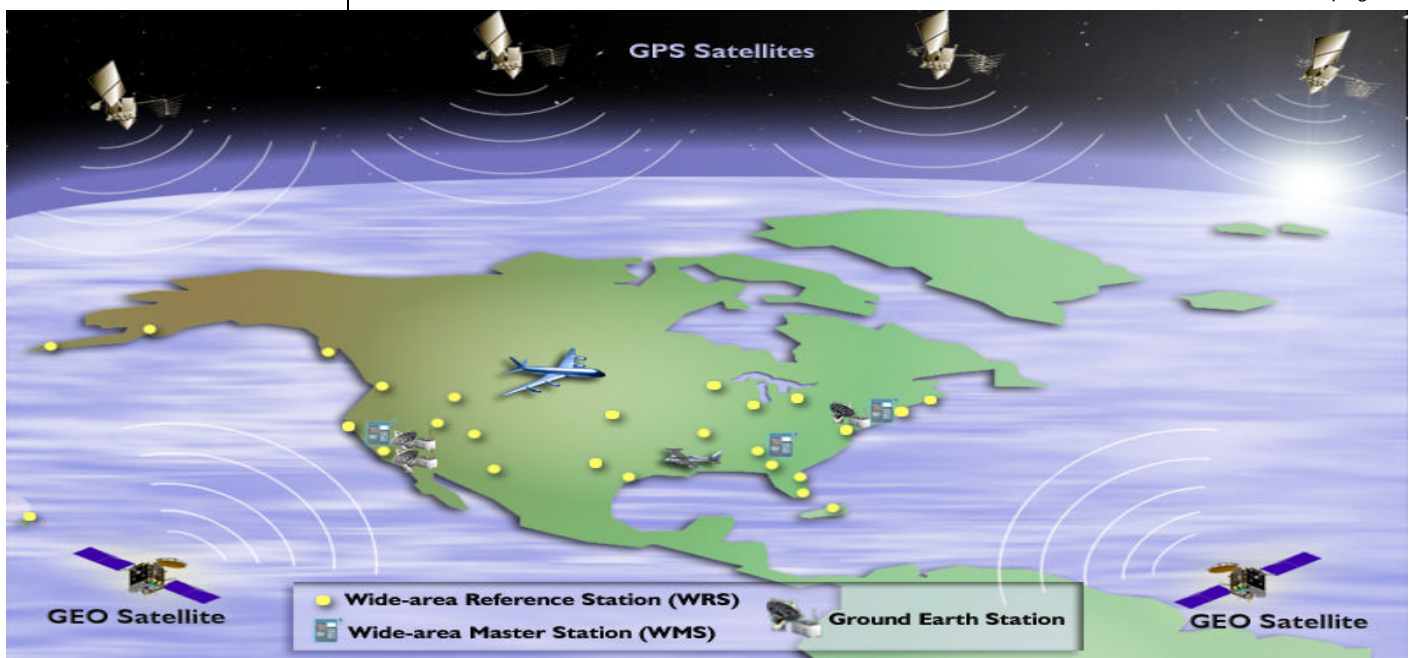 GPS Satellites
GEO Satellite
Wide-area Reference Station (WRS)
Wide-area Master Station (WMS)
Ground Earth Station
GEO Satellite